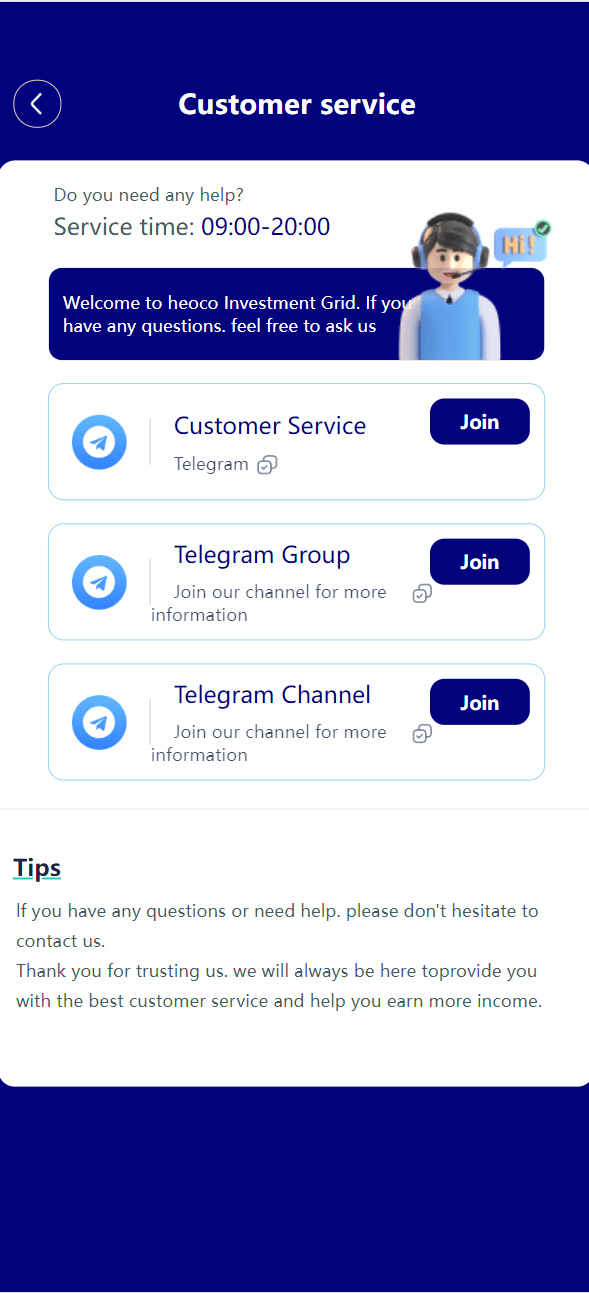 Customer service
Do you need any help?
Service time: 09:00-20:00
Hi!
Welcome to heoco Investment Grid. If you
have any questions. feel free to ask us
Customer Service
Join
Telegram
Telegram Group
Join
Join our channel for more
information
Telegram Channel
Join
Join our channel for more
information
Tips
If you have any questions or need help. please don't hesitate to
contact us.
Thank you for trusting us. we will always be here toprovide you
with the best customer service and help you earn more income.